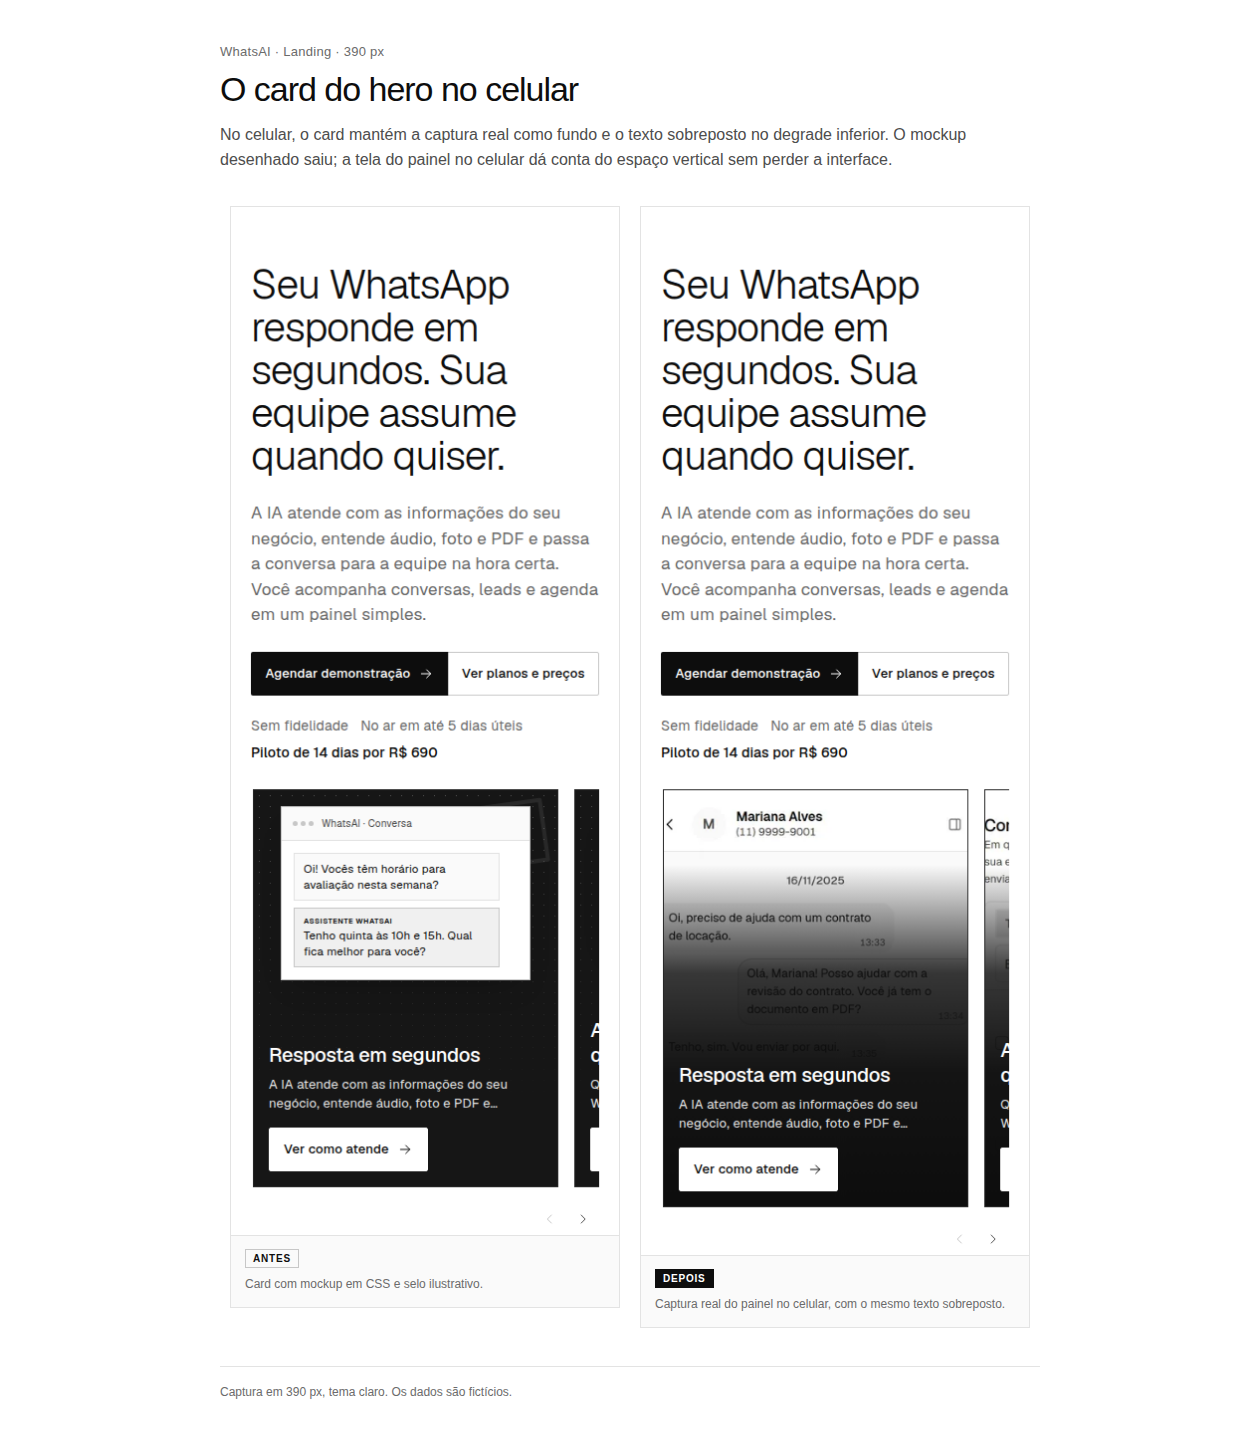 WhatsAI · Landing · 390 px
O card do hero no celular
No celular, o card mantém a captura real como fundo e o texto sobreposto no degrade inferior. O mockup
desenhado saiu; a tela do painel no celular dá conta do espaço vertical sem perder a interface.
Seu WhatsApp
responde em
segundos. Sua
equipe assume
quando quiser.
A IA atende com as informações do seu
negócio, entende áudio, foto e PDF e passa
a conversa para a equipe na hora certa.
Você acompanha conversas, leads e agenda
em um painel simples.
Agendar demonstração → Ver planos e preços
Sem fidelidade No ar em até 5 dias úteis
Piloto de 14 dias por R$ 690
WhatsAI · Conversa
Oi! Vocês têm horário para
avaliação nesta semana?
ASSISTENTE WHATSAI
Tenho quinta às 10h e 15h. Qual
fica melhor para você?
Resposta em segundos
A IA atende com as informações do seu
negócio, entende áudio, foto e PDF e…
Ver como atende →
ANTES
Card com mockup em CSS e selo ilustrativo.
Seu WhatsApp
responde em
segundos. Sua
equipe assume
quando quiser.
A IA atende com as informações do seu
negócio, entende áudio, foto e PDF e passa
a conversa para a equipe na hora certa.
Você acompanha conversas, leads e agenda
em um painel simples.
Agendar demonstração → Ver planos e preços
Sem fidelidade No ar em até 5 dias úteis
Piloto de 14 dias por R$ 690
M
Mariana Alves
(11) 9999-9001
16/11/2025
Oi, preciso de ajuda com um contrato
de locação.
13:33
Olá, Mariana! Posso ajudar com a
revisão do contrato. Você já tem o
documento em PDF?
13:34
Tenho, sim. Vou enviar por aqui.
Resposta em segundos
A IA atende com as informações do seu
negócio, entende áudio, foto e PDF e…
Ver como atende →
Em q
sua e
envia
DEPOIS
Captura real do painel no celular, com o mesmo texto sobreposto.
Captura em 390 px, tema claro. Os dados são fictícios.